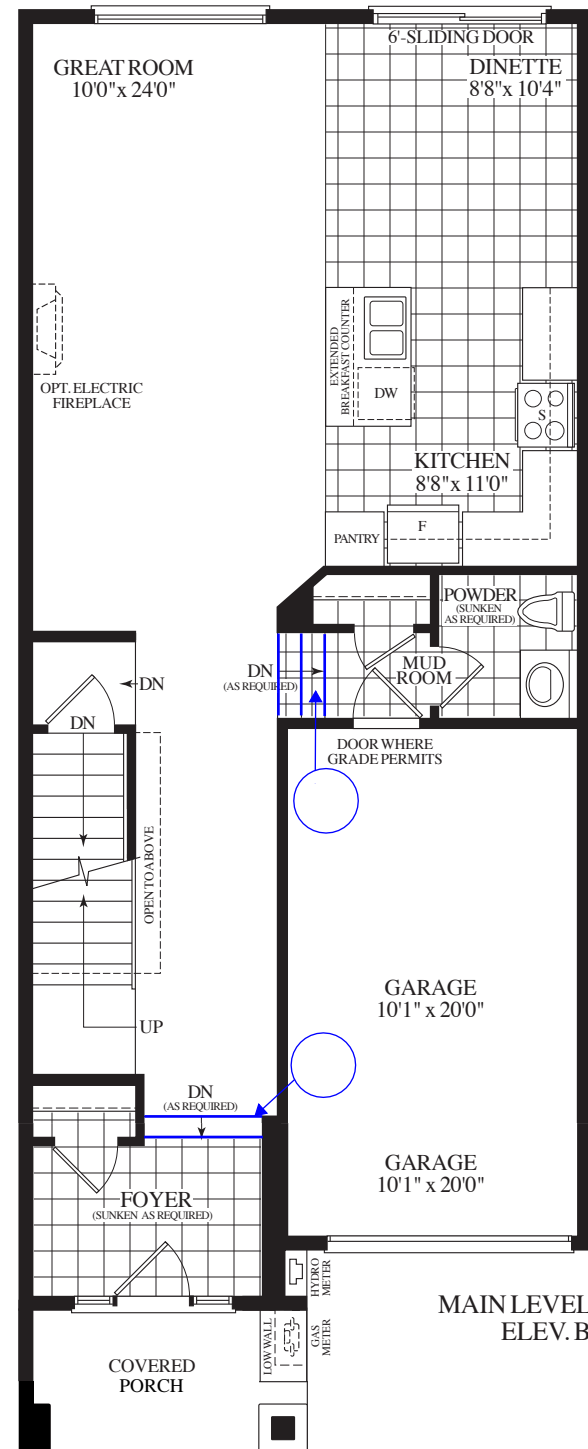 6'-SLIDING DOOR
GREAT ROOM
10'0" x 24'0"
DINETTE
8'8" x 10'4"
EXTENDED
BREAKFAST COUNTER
DW
S
OPT. ELECTRIC
FIREPLACE
KITCHEN
8'8" x 11'0"
PANTRY
F
POWDER
(SUNKEN
AS REQUIRED)
MUD
ROOM
DN
(AS REQUIRED)
DN
DN
DOOR WHERE
GRADE PERMITS
OPEN TO ABOVE
UP
GARAGE
10'1" x 20'0"
DN
(AS REQUIRED)
GARAGE
10'1" x 20'0"
FOYER
(SUNKEN AS REQUIRED)
HYDRO
METER
MAIN LEVEL
ELEV. B
LOW WALL
GAS
METER
COVERED
PORCH